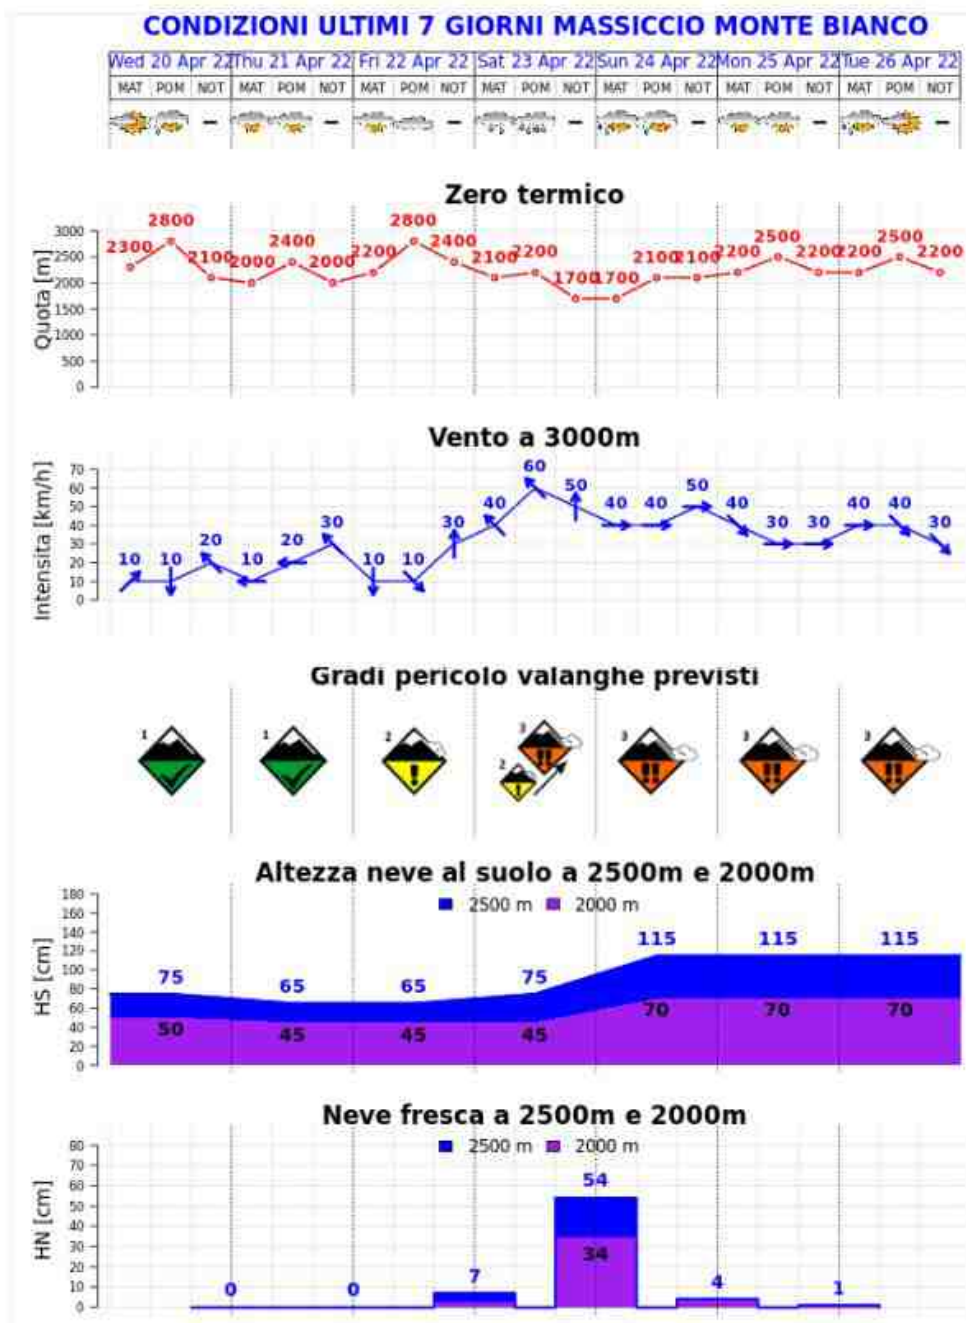 CONDIZIONI ULTIMI 7 GIORNI MASSICCIO MONTE BIANCO
Wed 20 Apr 22 Thu 21 Apr 22 Fri 22 Apr 22 Sat 23 Apr 22 Sun 24 Apr 22 Mon 25 Apr 22 Tue 26 Apr 22
MAT POM NOT MAT POM NOT MAT POM NOT MAT POM NOT MAT POM NOT MAT POM NOT MAT POM NOT
Zero termico
Quota [m]
3000
2500
2000
1500
1000
500
0
2300 2800 2100 2000 2400 2000 2200 2800 2400 2100 2200 1700 1700 2100 2100 2200 2500 2200 2200 2500 2200
Vento a 3000m
Intensita [km/h]
70
60
50
40
30
20
10
0
10 10 20 10 20 30 10 10 30 40 60 50 40 40 50 40 30 30 40 40 30
Gradi pericolo valanghe previsti
1 1 2 3 2 3 3 3
Altezza neve al suolo a 2500m e 2000m
2500 m 2000 m
HS [cm]
180
160
140
120
100
80
60
40
20
0
75 65 65 75 115 115 115
50 45 45 45 70 70 70
Neve fresca a 2500m e 2000m
2500 m 2000 m
HN [cm]
80
70
60
50
40
30
20
10
0
0 0 7 54 4 1
34